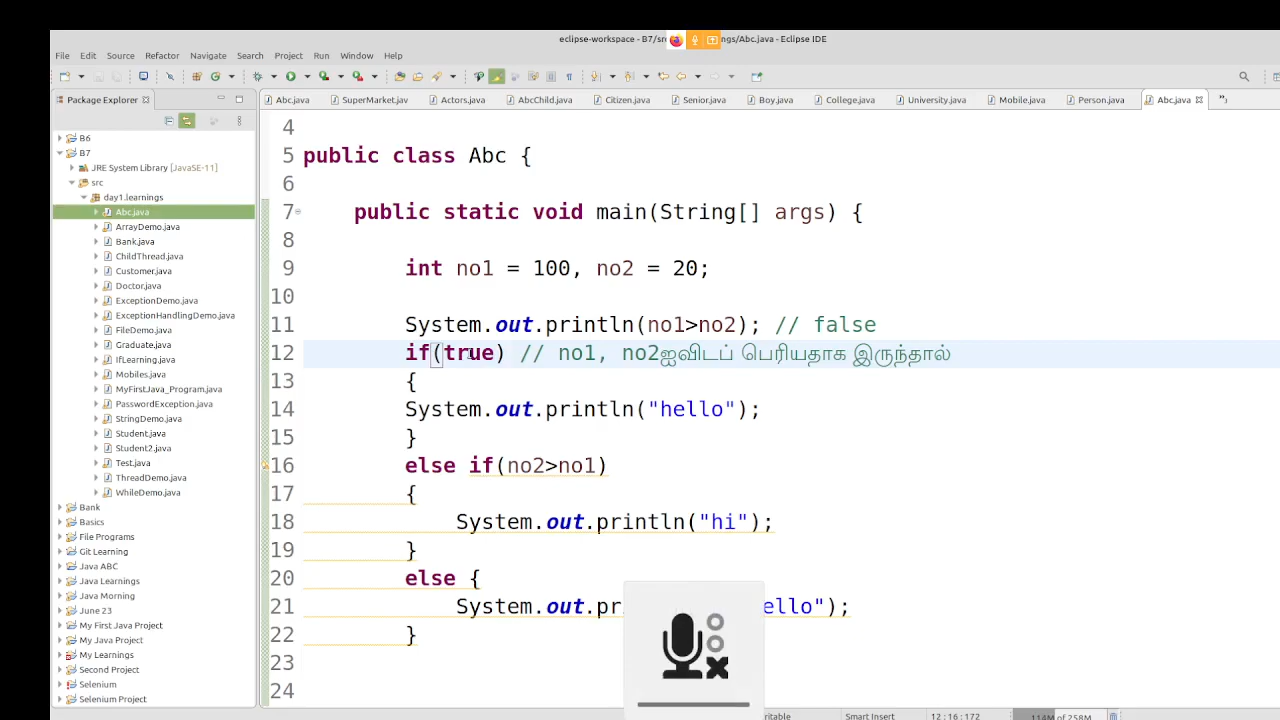 eclipse-workspace - B7/src ngs/Abc.java - Eclipse IDE
File Edit Source Refactor Navigate Search Project Run Window Help
Package Explorer
Abc.java SuperMarket.jav Actors.java AbcChild.java Citizen.java Senior.java Boy.java College.java University.java Mobile.java Person.java Abc.java
B6
B7
JRE System Library [JavaSE-11]
src
day1.learnings
Abc.java
ArrayDemo.java
Bank.java
ChildThread.java
Customer.java
Doctor.java
ExceptionDemo.java
ExceptionHandlingDemo.java
FileDemo.java
Graduate.java
IfLearning.java
Mobiles.java
MyFirstJava_Program.java
PasswordException.java
StringDemo.java
Student.java
Student2.java
Test.java
ThreadDemo.java
WhileDemo.java
Bank
Basics
File Programs
Git Learning
Java ABC
Java Learnings
Java Morning
June 23
My First Java Project
My Java Project
My Learnings
Second Project
Selenium
Selenium Project
4
5 public class Abc {
6
7 public static void main(String[] args) {
8
9 int no1 = 100, no2 = 20;
10
11 System.out.println(no1>no2); // false
12 if(true) // no1, no2ஐவிடப் பெரியதாக இருந்தால்
13 {
14 System.out.println("hello");
15 }
16 else if(no2>no1)
17 {
18 System.out.println("hi");
19 }
20 else {
21 System.out.pr ello");
22 }
23
24
ritable Smart Insert 12 : 16 : 172 114M of 258M